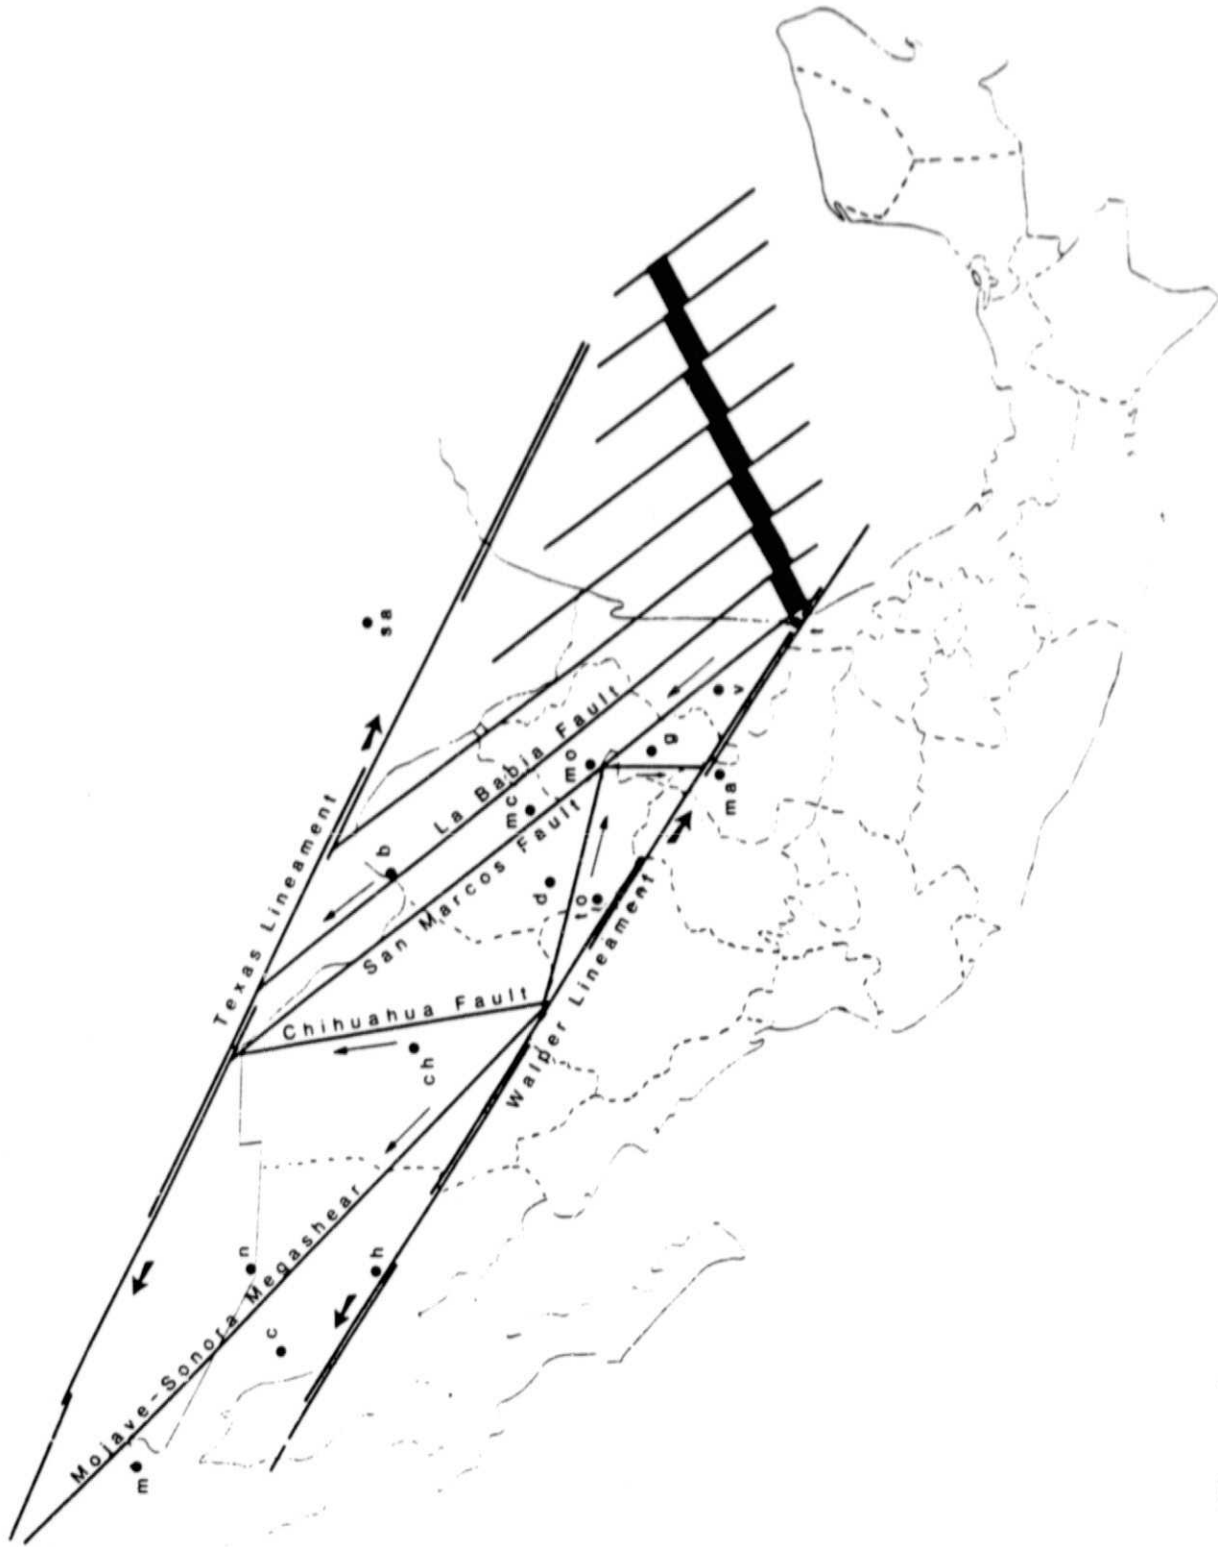 Texas Lineament
La Babia Fault
San Marcos Fault
Chihuahua Fault
Walper Lineament
Mojave-Sonora Megashear
sa
b
mc
mo
g
v
t
ma
d
to
ch
n
h
c
m